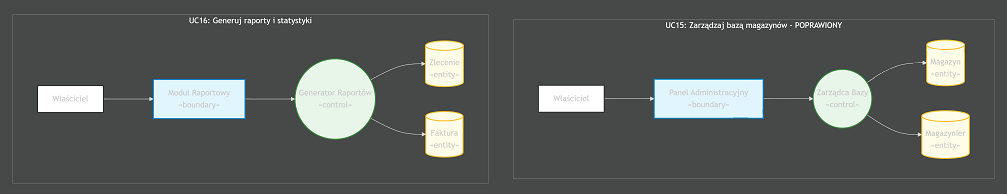 UC16: Generuj raporty i statystyki
Właściciel
Moduł Raportowy
«boundary»
Generator Raportów
«control»
Zlecenie
«entity»
Faktura
«entity»
UC15: Zarządzaj bazą magazynów - POPRAWIONY
Właściciel
Panel Administracyjny
«boundary»
Zarządca Bazy
«control»
Magazyn
«entity»
Magazynier
«entity»